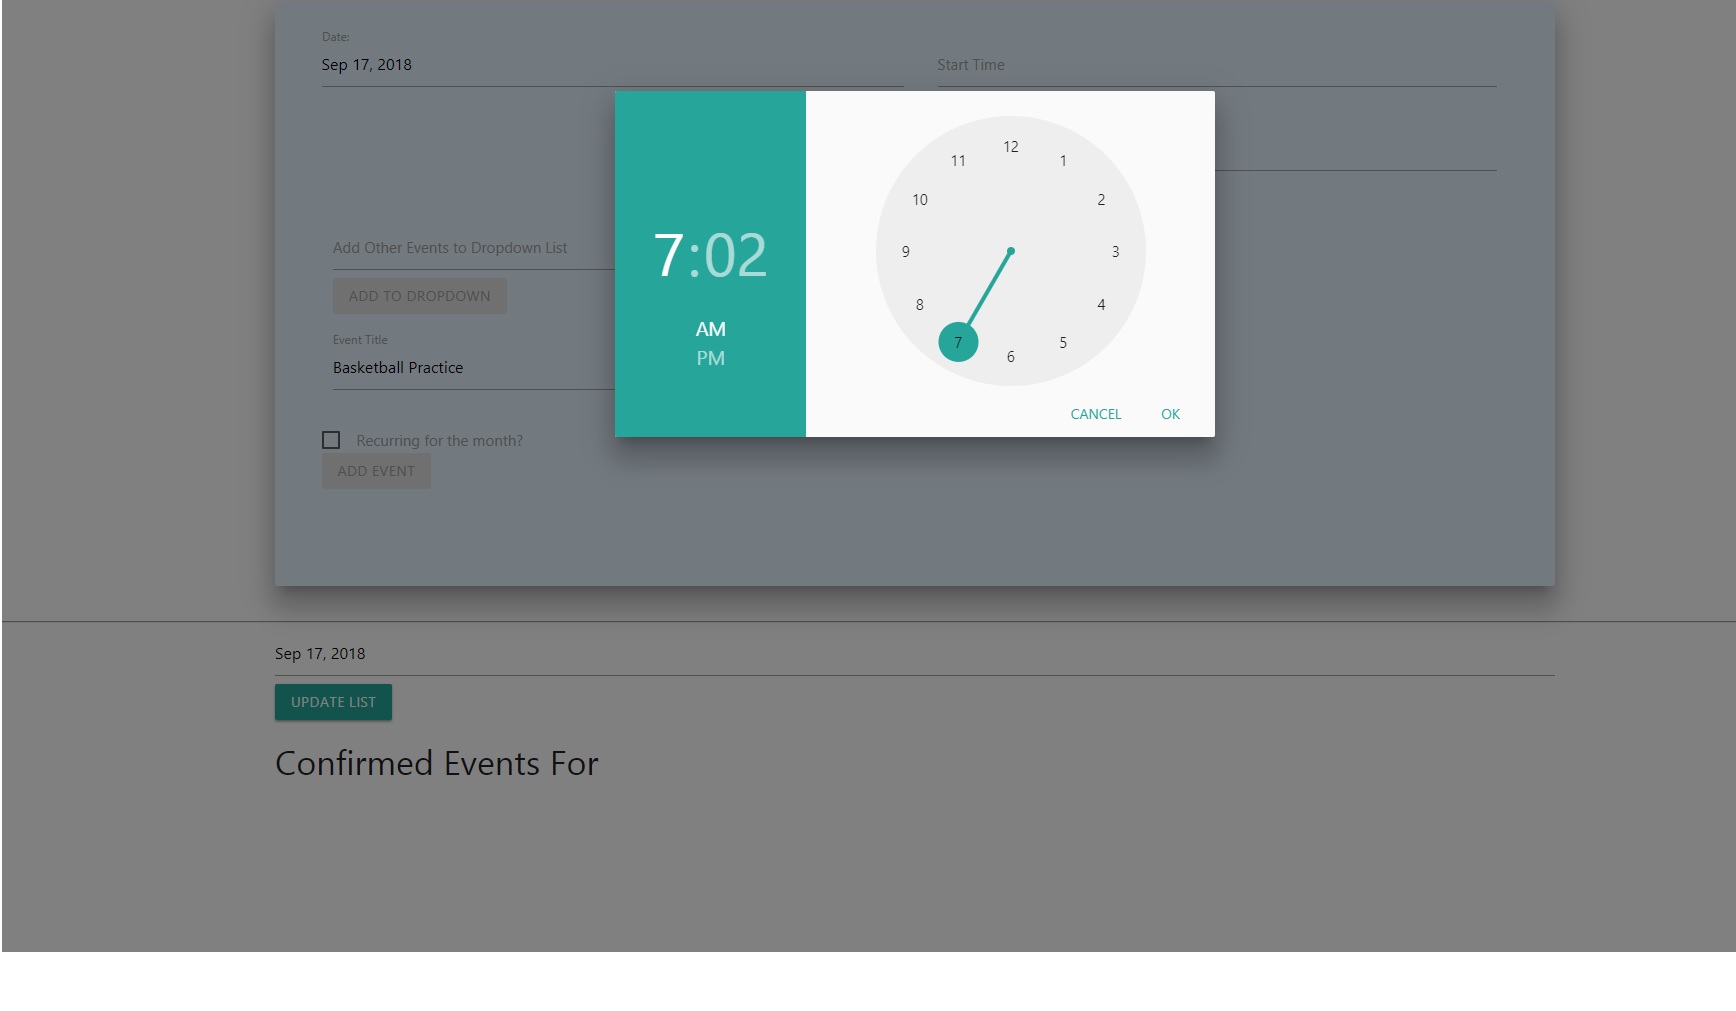 Date:
Sep 17, 2018
Start Time
7:02
AM
PM
12
1
2
3
4
5
6
7
8
9
10
11
CANCEL
OK
Add Other Events to Dropdown List
ADD TO DROPDOWN
Event Title
Basketball Practice
Recurring for the month?
ADD EVENT
Sep 17, 2018
UPDATE LIST
Confirmed Events For